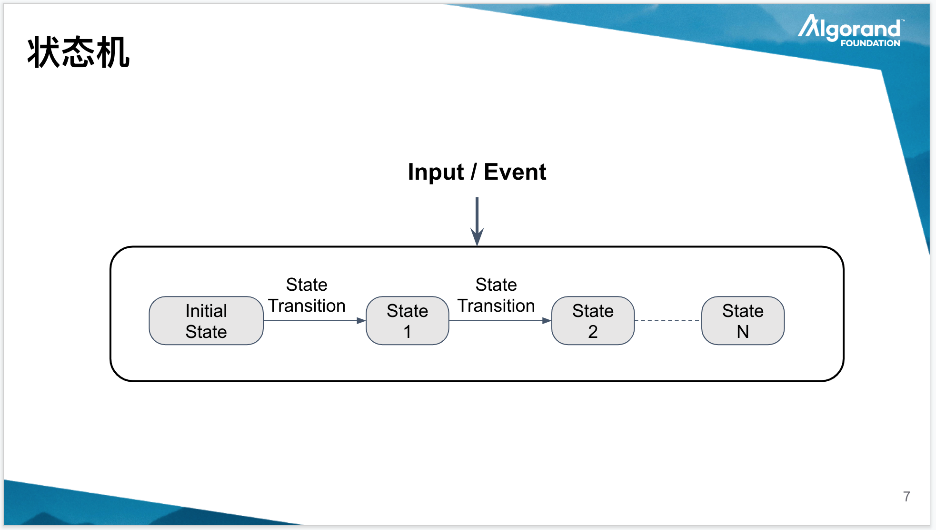 状态机
Algorand
FOUNDATION
Input / Event
State
Transition
State
Transition
Initial
State
State
1
State
2
State
N
7